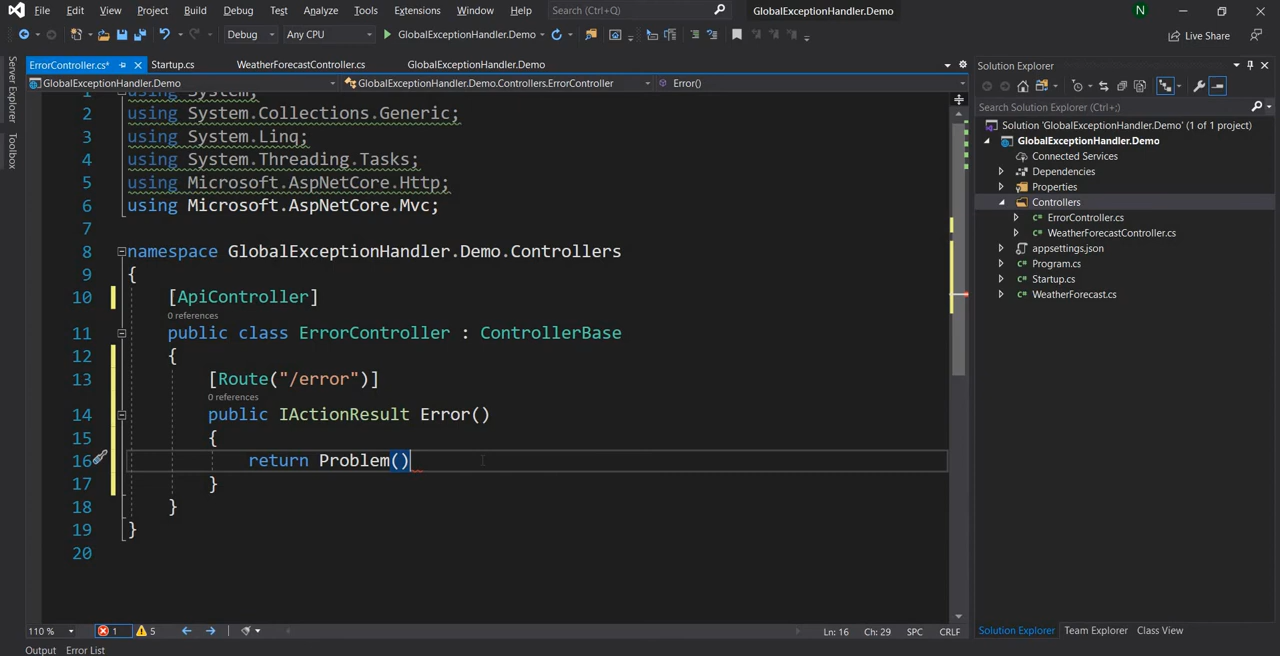 File Edit View Project Build Debug Test Analyze Tools Extensions Window Help Search (Ctrl+Q) GlobalExceptionHandler.Demo N
Debug Any CPU GlobalExceptionHandler.Demo Live Share
ErrorController.cs* Startup.cs WeatherForecastController.cs GlobalExceptionHandler.Demo
GlobalExceptionHandler.Demo GlobalExceptionHandler.Demo.Controllers.ErrorController Error()
Server Explorer
Toolbox
1 using System;
2 using System.Collections.Generic;
3 using System.Linq;
4 using System.Threading.Tasks;
5 using Microsoft.AspNetCore.Http;
6 using Microsoft.AspNetCore.Mvc;
7
8 namespace GlobalExceptionHandler.Demo.Controllers
9 {
10 [ApiController]
0 references
11 public class ErrorController : ControllerBase
12 {
13 [Route("/error")]
0 references
14 public IActionResult Error()
15 {
16 return Problem()
17 }
18 }
19 }
20
110 % 1 5 Ln: 16 Ch: 29 SPC CRLF
Output Error List
Solution Explorer
Search Solution Explorer (Ctrl+;)
Solution 'GlobalExceptionHandler.Demo' (1 of 1 project)
GlobalExceptionHandler.Demo
Connected Services
Dependencies
Properties
Controllers
ErrorController.cs
WeatherForecastController.cs
appsettings.json
Program.cs
Startup.cs
WeatherForecast.cs
Solution Explorer Team Explorer Class View